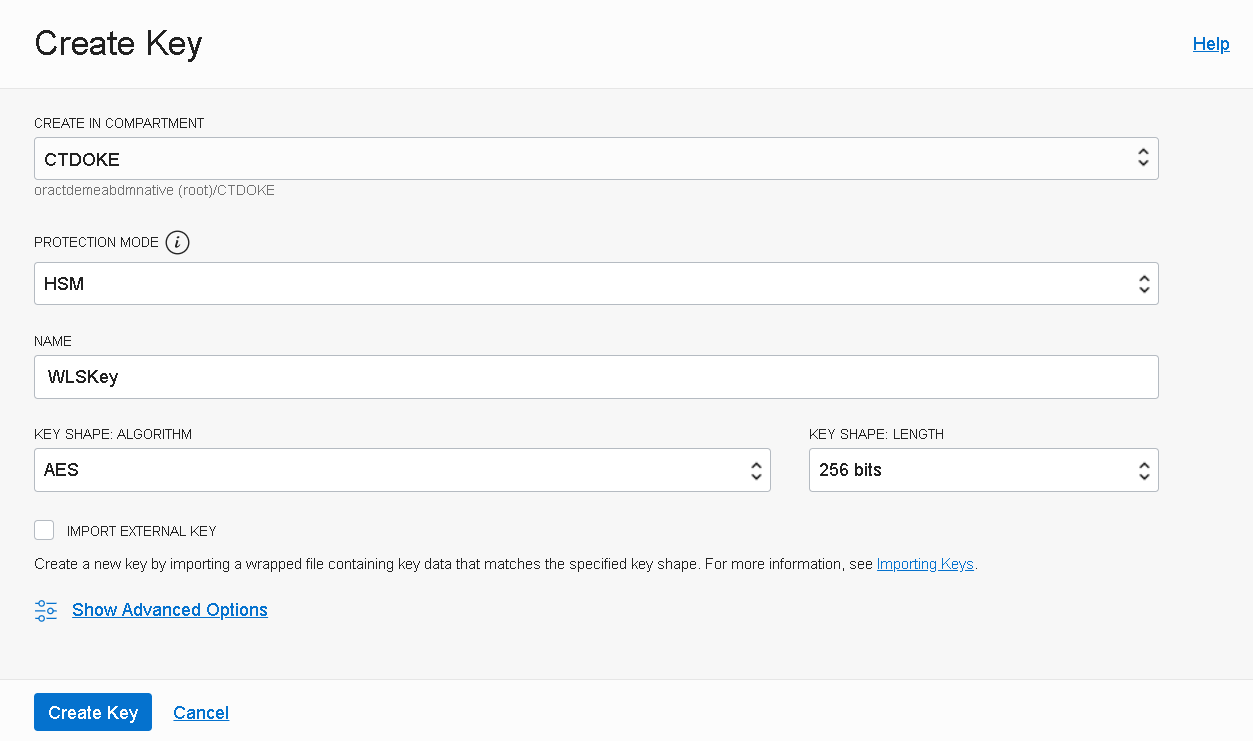 Create Key
Help
CREATE IN COMPARTMENT
CTDOKE
oractdemeabdmnative (root)/CTDOKE
PROTECTION MODE i
HSM
NAME
WLSKey
KEY SHAPE: ALGORITHM
KEY SHAPE: LENGTH
AES
256 bits
IMPORT EXTERNAL KEY
Create a new key by importing a wrapped file containing key data that matches the specified key shape. For more information, see Importing Keys.
Show Advanced Options
Create Key
Cancel